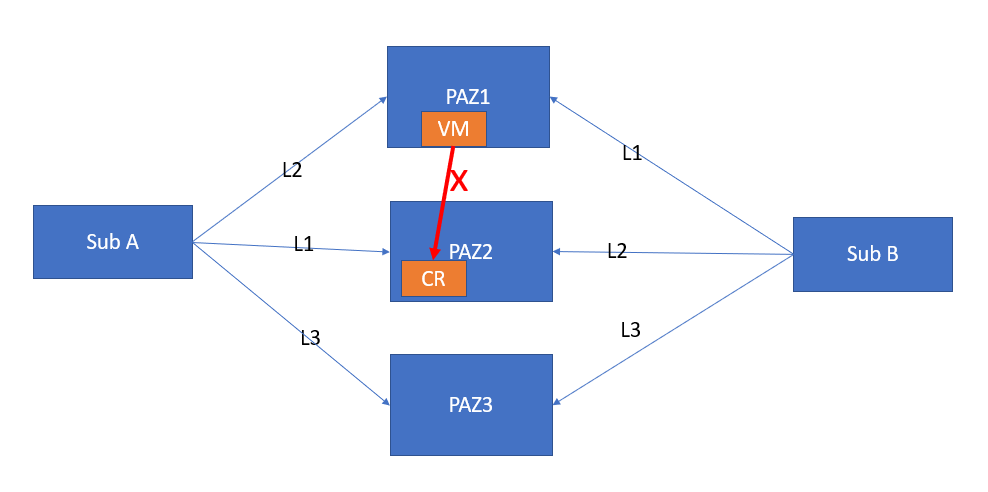 PAZ1
VM
X
L2
L1
Sub A
L1
PAZ2
L2
Sub B
CR
L3
L3
PAZ3